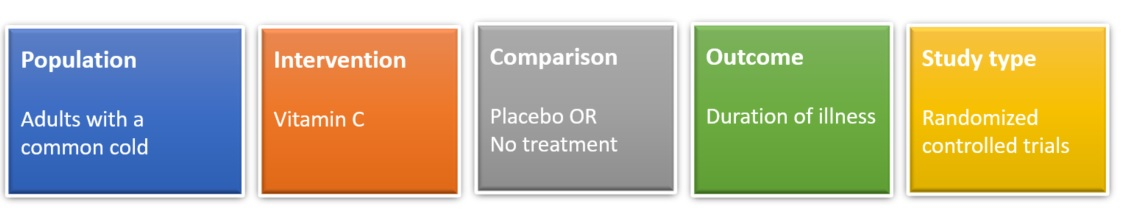 Population
Adults with a
common cold
Intervention
Vitamin C
Comparison
Placebo OR
No treatment
Outcome
Duration of illness
Study type
Randomized
controlled trials